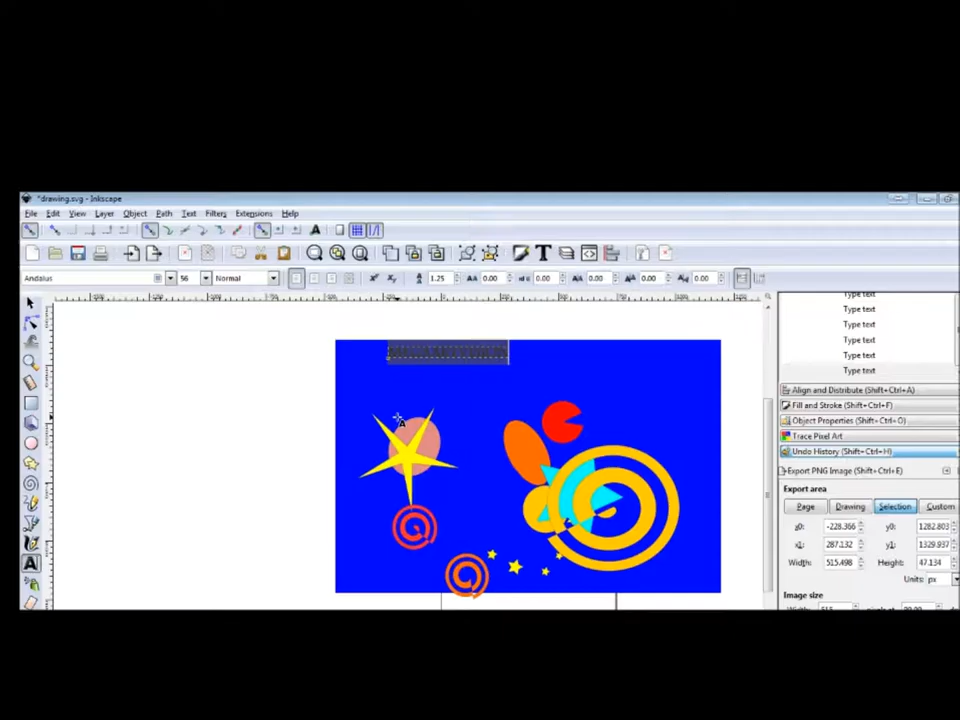 *drawing.svg - Inkscape
File Edit View Layer Object Path Text Filters Extensions Help
Andalus 56 Normal 1.25 0.00 0.00 0.00 0.00 0.00
Type text
Type text
Type text
Type text
Type text
Type text
Align and Distribute (Shift+Ctrl+A)
Fill and Stroke (Shift+Ctrl+F)
Object Properties (Shift+Ctrl+O)
Trace Pixel Art
Undo History (Shift+Ctrl+H)
Export PNG Image (Shift+Ctrl+E)
Export area
Page Drawing Selection Custom
x0: -228.366 y0: 1282.803
x1: 287.132 y1: 1329.937
Width: 515.498 Height: 47.134
Units: px
Image size